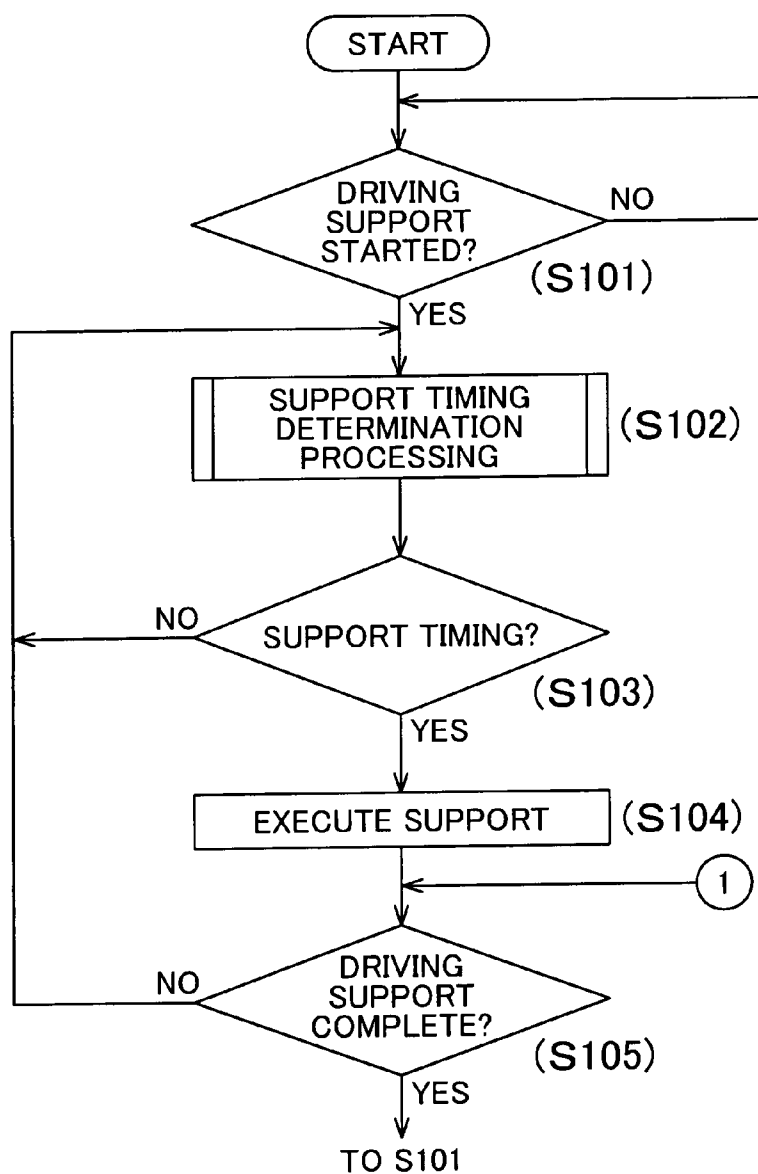 START
DRIVING
SUPPORT
STARTED?
NO
(S101)
YES
SUPPORT TIMING
DETERMINATION
PROCESSING
(S102)
NO
SUPPORT TIMING?
(S103)
YES
EXECUTE SUPPORT
(S104)
1
NO
DRIVING
SUPPORT
COMPLETE?
(S105)
YES
TO S101